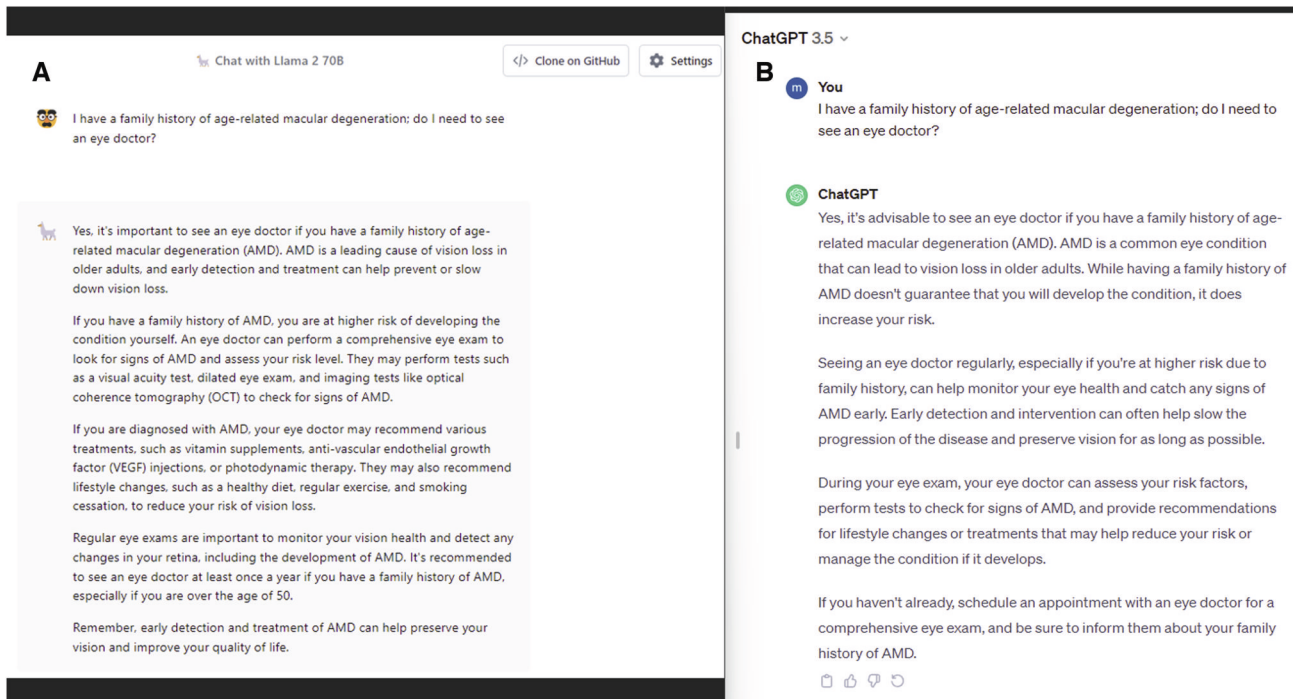 A
Chat with Llama 2 70B
</> Clone on GitHub
Settings
I have a family history of age-related macular degeneration; do I need to see
an eye doctor?
Yes, it's important to see an eye doctor if you have a family history of age-
related macular degeneration (AMD). AMD is a leading cause of vision loss in
older adults, and early detection and treatment can help prevent or slow
down vision loss.
If you have a family history of AMD, you are at higher risk of developing the
condition yourself. An eye doctor can perform a comprehensive eye exam to
look for signs of AMD and assess your risk level. They may perform tests such
as a visual acuity test, dilated eye exam, and imaging tests like optical
coherence tomography (OCT) to check for signs of AMD.
If you are diagnosed with AMD, your eye doctor may recommend various
treatments, such as vitamin supplements, anti-vascular endothelial growth
factor (VEGF) injections, or photodynamic therapy. They may also recommend
lifestyle changes, such as a healthy diet, regular exercise, and smoking
cessation, to reduce your risk of vision loss.
Regular eye exams are important to monitor your vision health and detect any
changes in your retina, including the development of AMD. It's recommended
to see an eye doctor at least once a year if you have a family history of AMD,
especially if you are over the age of 50.
Remember, early detection and treatment of AMD can help preserve your
vision and improve your quality of life.
ChatGPT 3.5
B
m
You
I have a family history of age-related macular degeneration; do I need to
see an eye doctor?
ChatGPT
Yes, it's advisable to see an eye doctor if you have a family history of age-
related macular degeneration (AMD). AMD is a common eye condition
that can lead to vision loss in older adults. While having a family history of
AMD doesn't guarantee that you will develop the condition, it does
increase your risk.
Seeing an eye doctor regularly, especially if you're at higher risk due to
family history, can help monitor your eye health and catch any signs of
AMD early. Early detection and intervention can often help slow the
progression of the disease and preserve vision for as long as possible.
During your eye exam, your eye doctor can assess your risk factors,
perform tests to check for signs of AMD, and provide recommendations
for lifestyle changes or treatments that may help reduce your risk or
manage the condition if it develops.
If you haven't already, schedule an appointment with an eye doctor for a
comprehensive eye exam, and be sure to inform them about your family
history of AMD.